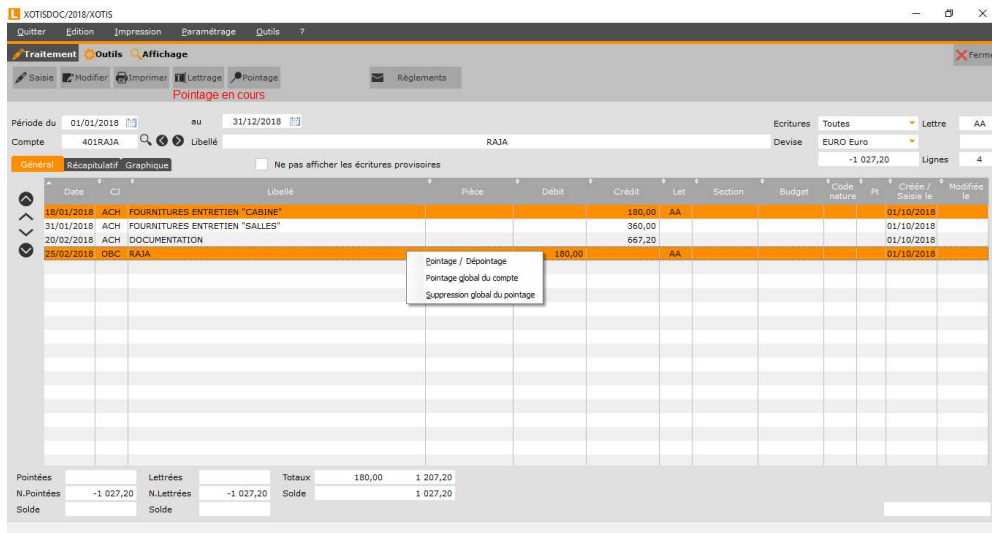 L XOTISDOC/2018/XOTIS
Quitter Edition Impression Paramétrage Outils ?
Traitement Outils Affichage Ferme
Saisie Modifier Imprimer Lettrage Pointage Règlements
Pointage en cours
Période du 01/01/2018 au 31/12/2018 Ecritures Toutes Lettre AA
Compte 401RAJA Libellé RAJA Devise EURO Euro
Général Récapitulatif Graphique Ne pas afficher les écritures provisoires -1 027,20 Lignes 4
Date CJ Libellé Pièce Débit Crédit Let Section Budget Code nature Pt Créée / Saisie le Modifiée le
18/01/2018 ACH FOURNITURES ENTRETIEN "CABINE" 180,00 AA 01/10/2018
31/01/2018 ACH FOURNITURES ENTRETIEN "SALLES" 360,00 01/10/2018
20/02/2018 ACH DOCUMENTATION 667,20 01/10/2018
25/02/2018 OBC RAJA 180,00 AA 01/10/2018
Pointage / Dépointage
Pointage global du compte
Suppression global du pointage
Pointées Lettrées Totaux 180,00 1 207,20
N.Pointées -1 027,20 N.Lettrées -1 027,20 Solde 1 027,20
Solde Solde